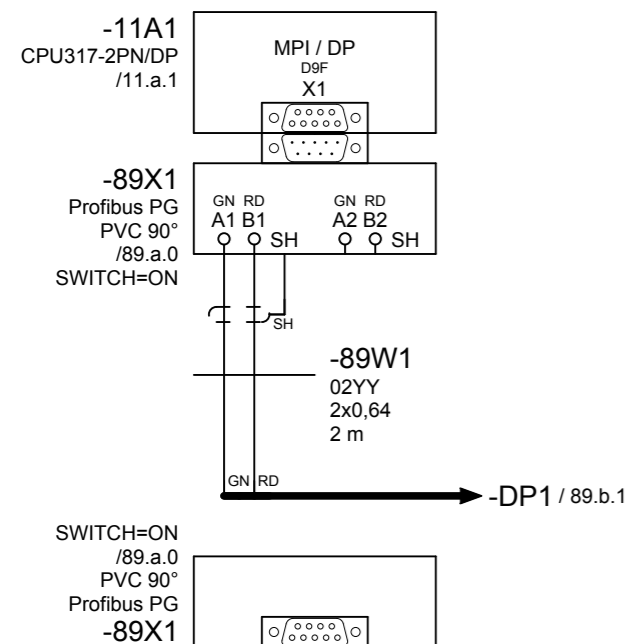 -11A1
CPU317-2PN/DP
/11.a.1
MPI / DP
D9F
X1
-89X1
Profibus PG
PVC 90°
/89.a.0
SWITCH=ON
GN RD GN RD
A1 B1 SH A2 B2 SH
SH
-89W1
02YY
2x0,64
2 m
GN RD
-DP1 / 89.b.1
SWITCH=ON
/89.a.0
PVC 90°
Profibus PG
-89X1